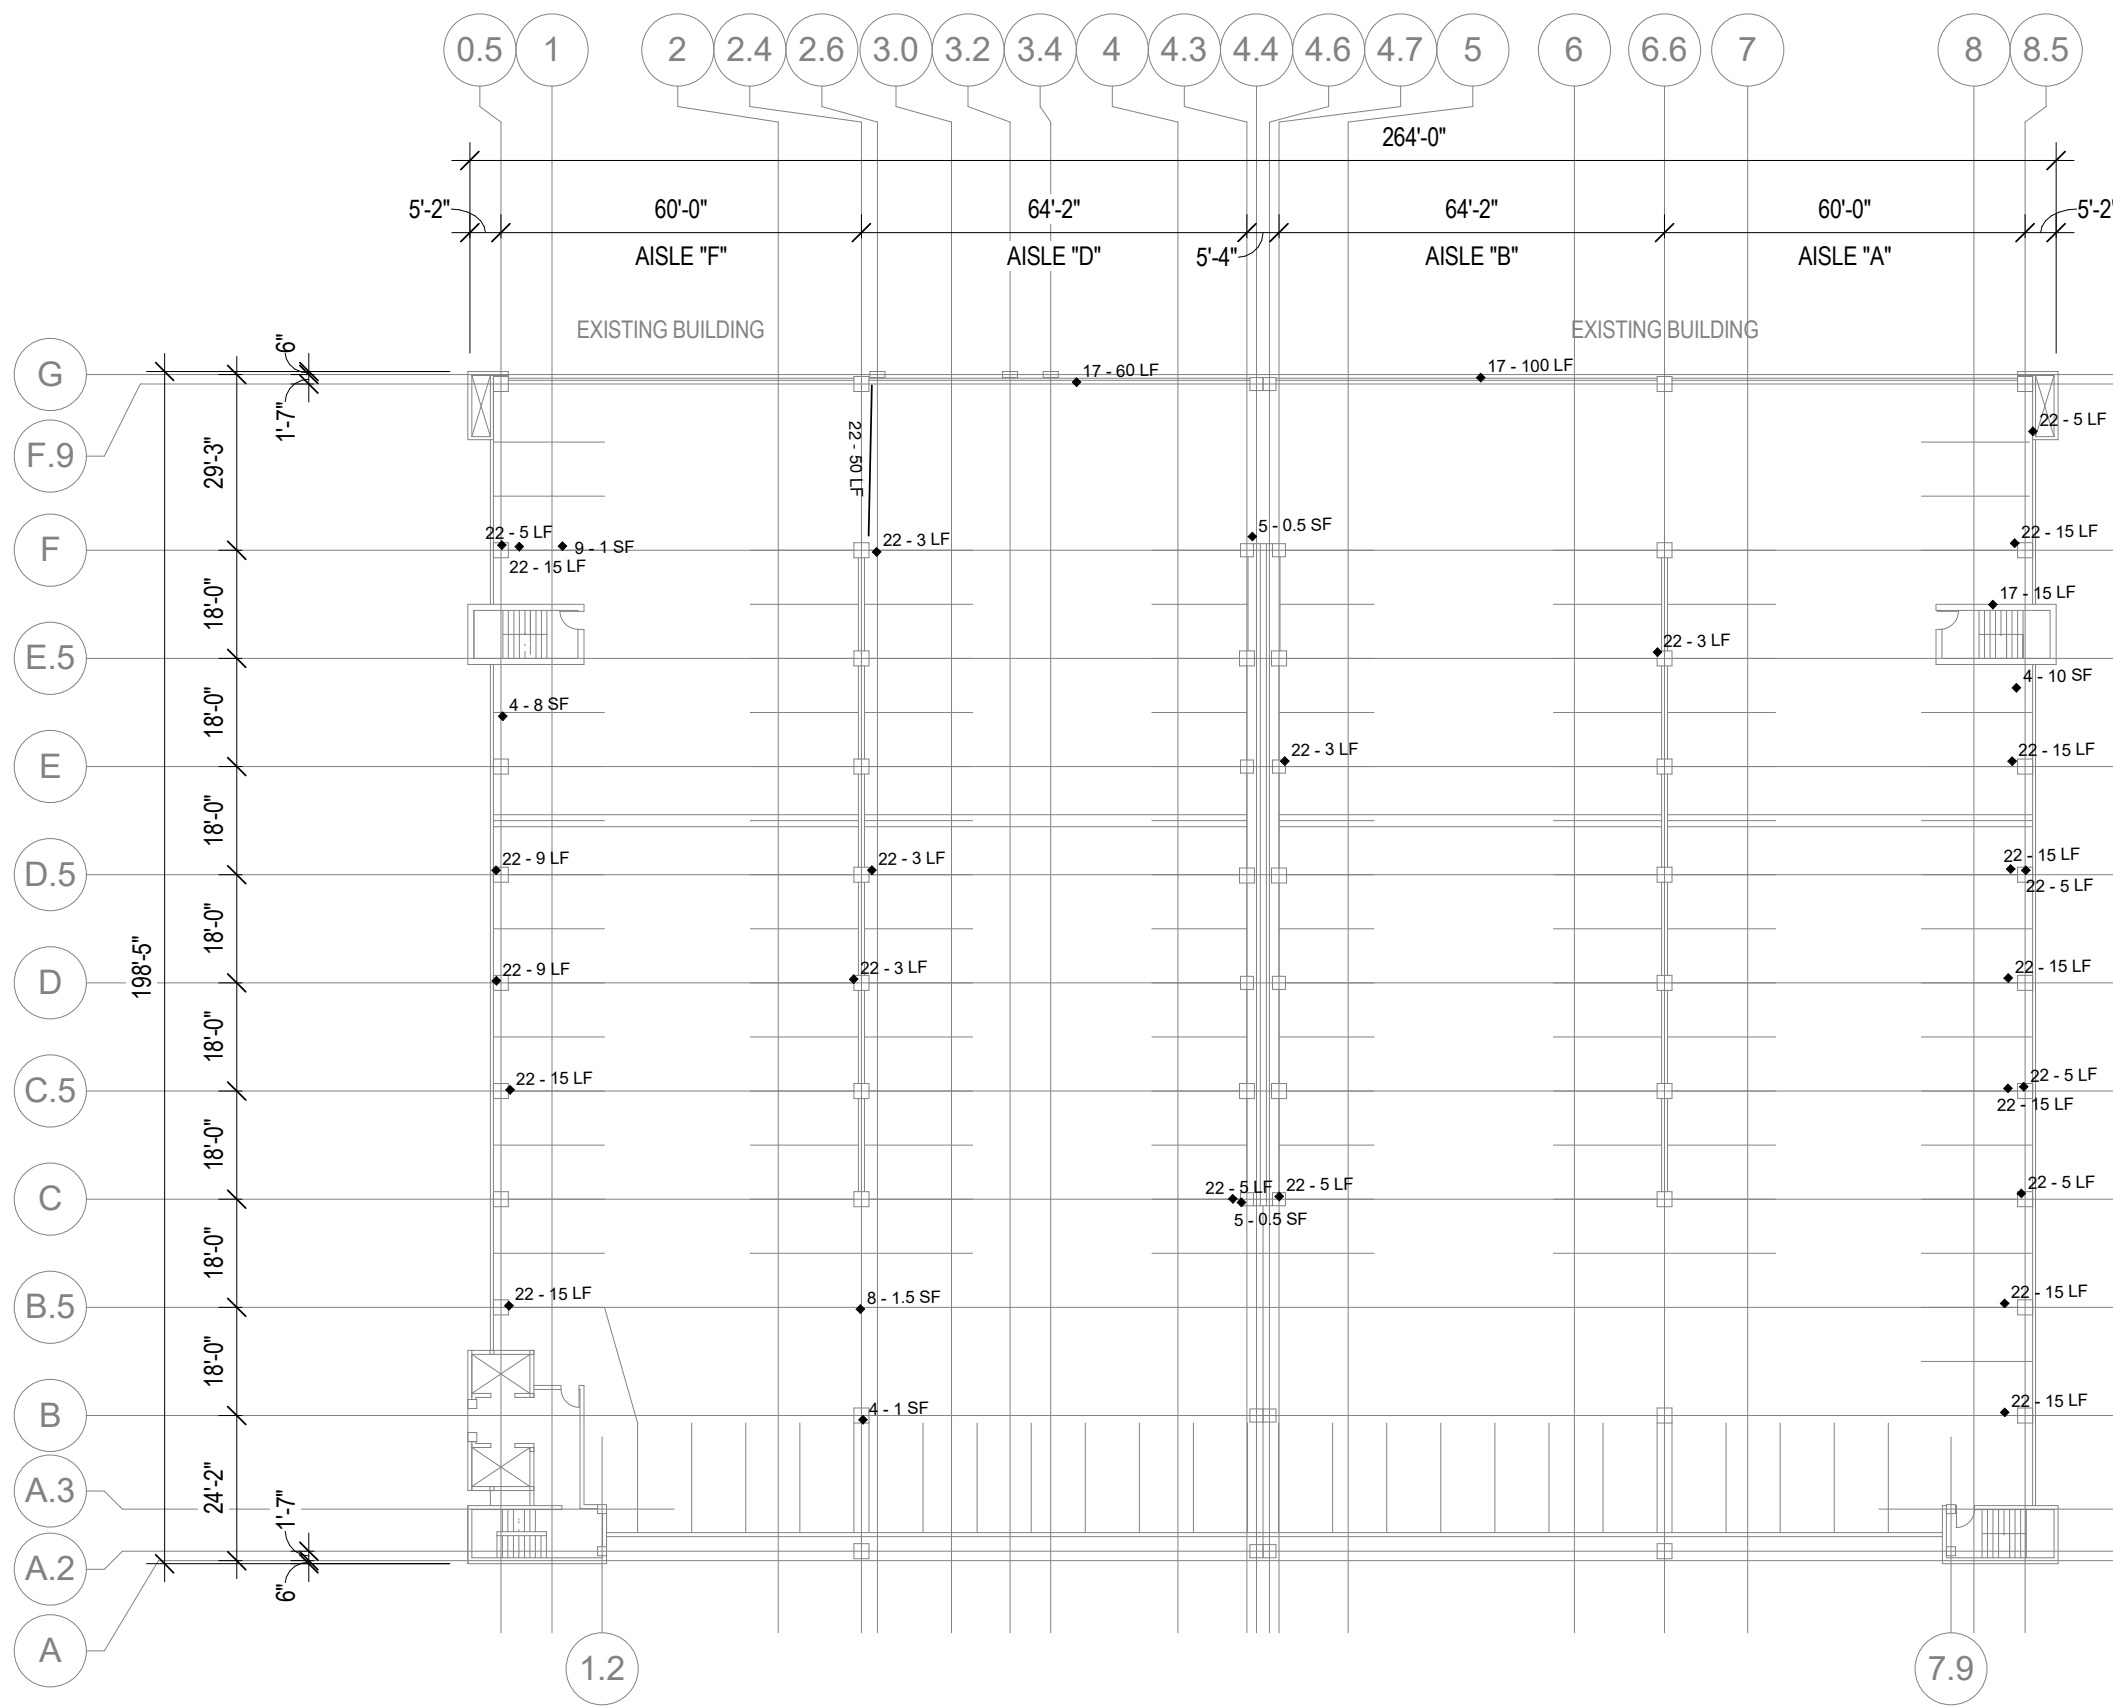 0.5 1 2 2.4 2.6 3.0 3.2 3.4 4 4.3 4.4 4.6 4.7 5 6 6.6 7 8 8.5
264'-0"
5'-2" 60'-0" 64'-2" 64'-2" 60'-0" 5'-2"
AISLE "F" AISLE "D" 5'-4" AISLE "B" AISLE "A"
EXISTING BUILDING EXISTING BUILDING
6"
G
17 - 60 LF 17 - 100 LF
1'-7"
22 - 5 LF
F.9
29'-3"
22 - 50 LF
F
22 - 5 LF
9 - 1 SF
22 - 15 LF
22 - 3 LF
5 - 0.5 SF
22 - 15 LF
18'-0"
17 - 15 LF
E.5
22 - 3 LF
18'-0"
4 - 8 SF
4 - 10 SF
E
22 - 3 LF
22 - 15 LF
18'-0"
D.5
22 - 9 LF
22 - 3 LF
22 - 15 LF
22 - 5 LF
18'-0"
198'-5"
D
22 - 9 LF
22 - 3 LF
22 - 15 LF
18'-0"
C.5
22 - 15 LF
22 - 5 LF
22 - 15 LF
18'-0"
C
22 - 5 LF
22 - 5 LF
5 - 0.5 SF
22 - 5 LF
18'-0"
B.5
22 - 15 LF
8 - 1.5 SF
22 - 15 LF
18'-0"
B
4 - 1 SF
22 - 15 LF
A.3
24'-2"
1'-7"
A.2
6"
A
1.2 7.9